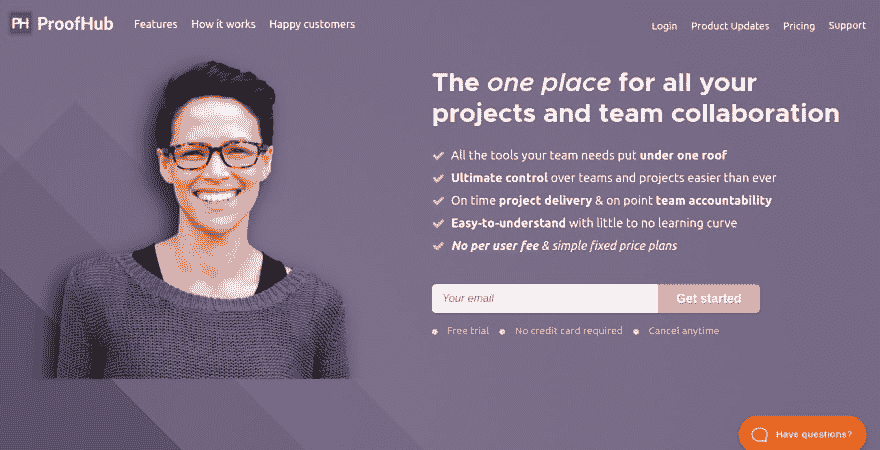 PH ProofHub Features How it works Happy customers Login Product Updates Pricing Support
The one place for all your
projects and team collaboration
All the tools your team needs put under one roof
Ultimate control over teams and projects easier than ever
On time project delivery & on point team accountability
Easy-to-understand with little to no learning curve
No per user fee & simple fixed price plans
Your email Get started
Free trial No credit card required Cancel anytime
Have questions?